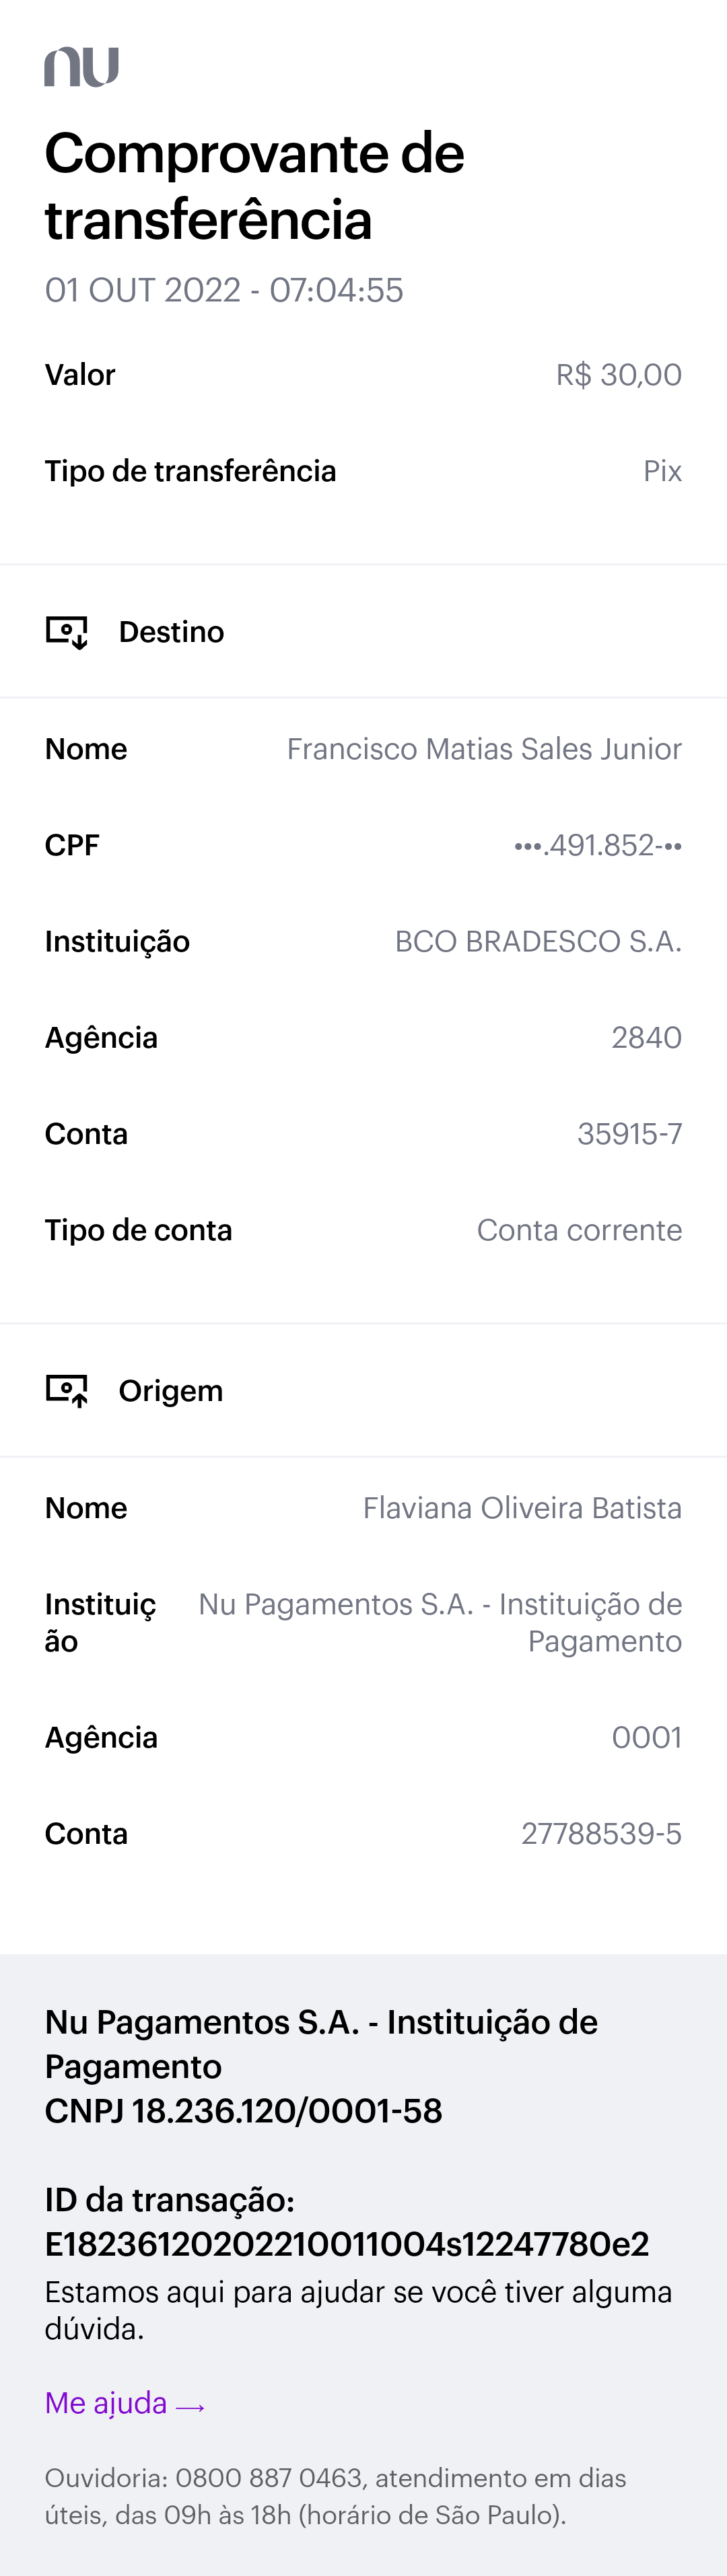 nu
Comprovante de
transferência
01 OUT 2022 - 07:04:55
Valor R$ 30,00
Tipo de transferência Pix
Destino
Nome Francisco Matias Sales Junior
CPF •••.491.852-••
Instituição BCO BRADESCO S.A.
Agência 2840
Conta 35915-7
Tipo de conta Conta corrente
Origem
Nome Flaviana Oliveira Batista
Instituiç Nu Pagamentos S.A. - Instituição de
ão Pagamento
Agência 0001
Conta 27788539-5
Nu Pagamentos S.A. - Instituição de
Pagamento
CNPJ 18.236.120/0001-58
ID da transação:
E18236120202210011004s12247780e2
Estamos aqui para ajudar se você tiver alguma
dúvida.
Me ajuda →
Ouvidoria: 0800 887 0463, atendimento em dias
úteis, das 09h às 18h (horário de São Paulo).